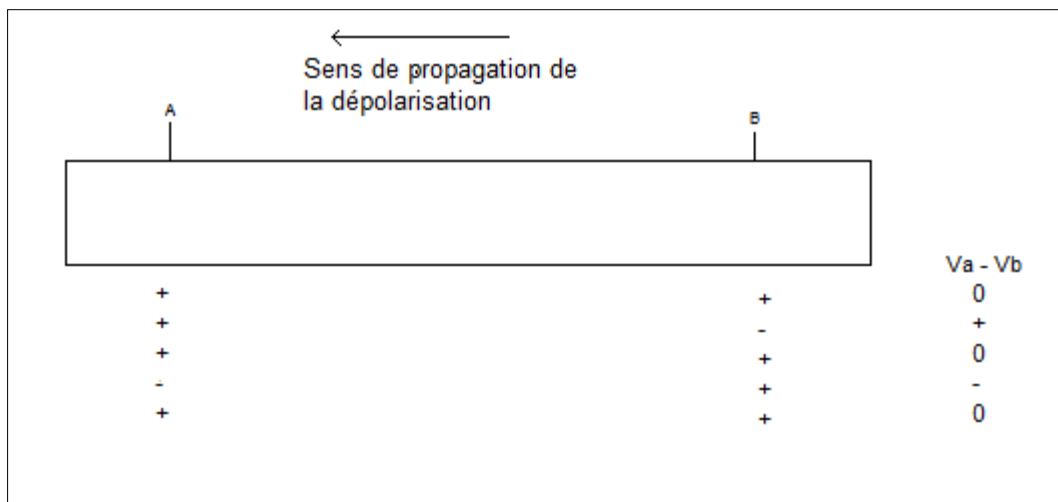 Sens de propagation de
la dépolarisation
A
B
Va - Vb
+ + 0
+ - +
+ + 0
- + -
+ + 0